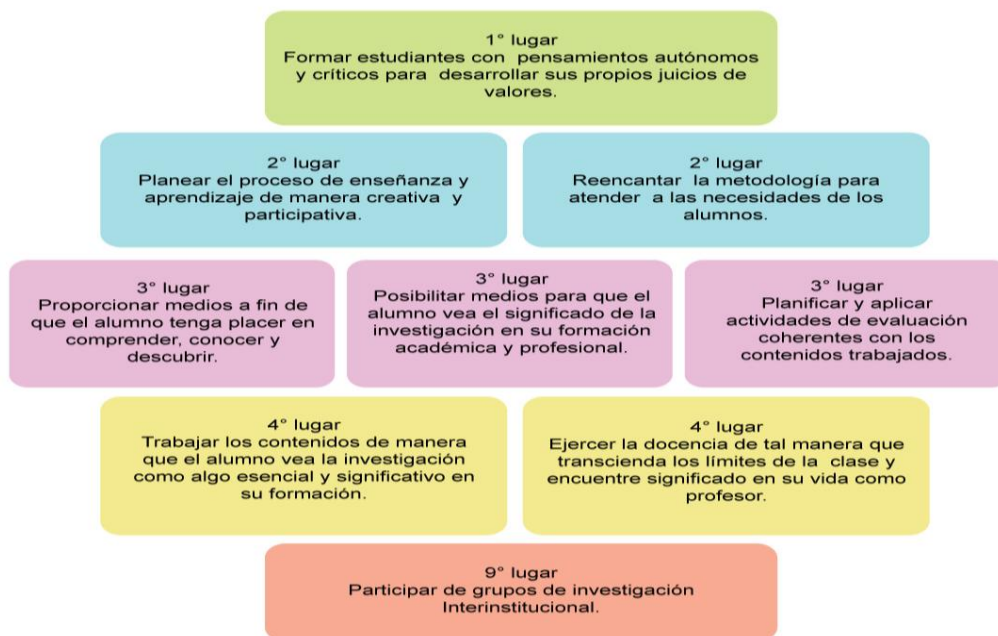 1° lugar
Formar estudiantes con pensamientos autónomos
y críticos para desarrollar sus propios juicios de
valores.
2° lugar
Planear el proceso de enseñanza y
aprendizaje de manera creativa y
participativa.
2° lugar
Reencantar la metodología para
atender a las necesidades de los
alumnos.
3° lugar
Proporcionar medios a fin de
que el alumno tenga placer en
comprender, conocer y
descubrir.
3° lugar
Posibilitar medios para que el
alumno vea el significado de la
investigación en su formación
académica y profesional.
3° lugar
Planificar y aplicar
actividades de evaluación
coherentes con los
contenidos trabajados.
4° lugar
Trabajar los contenidos de manera
que el alumno vea la investigación
como algo esencial y significativo en
su formación.
4° lugar
Ejercer la docencia de tal manera que
transcienda los límites de la clase y
encuentre significado en su vida como
profesor.
9° lugar
Participar de grupos de investigación
Interinstitucional.